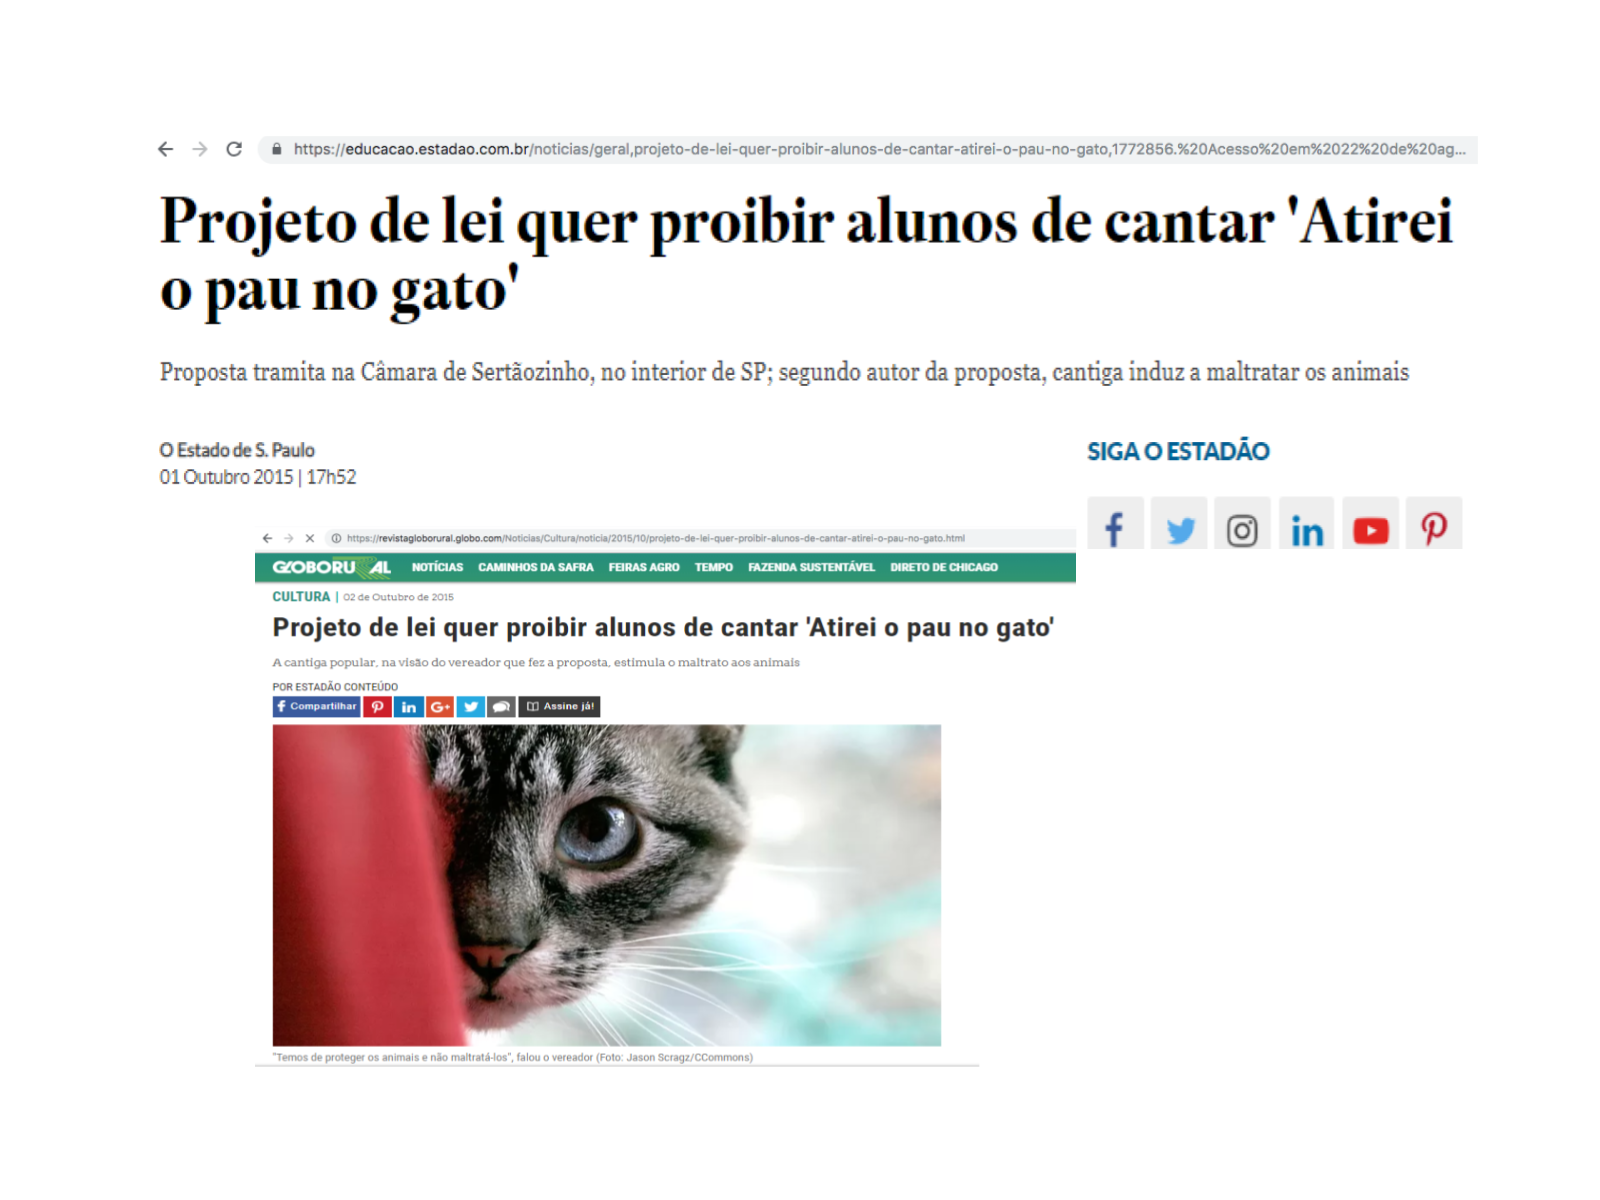 https://educacao.estadao.com.br/noticias/geral,projeto-de-lei-quer-proibir-alunos-de-cantar-atirei-o-pau-no-gato,1772856.%20Acesso%20em%2022%20de%20ag...
Projeto de lei quer proibir alunos de cantar 'Atirei
o pau no gato'
Proposta tramita na Câmara de Sertãozinho, no interior de SP; segundo autor da proposta, cantiga induz a maltratar os animais
O Estado de S. Paulo
01 Outubro 2015 | 17h52
SIGA O ESTADÃO
https://revistagloborural.globo.com/Noticias/Cultura/noticia/2015/10/projeto-de-lei-quer-proibir-alunos-de-cantar-atirei-o-pau-no-gato.html
GLOBORURAL NOTÍCIAS CAMINHOS DA SAFRA FEIRAS AGRO TEMPO FAZENDA SUSTENTÁVEL DIRETO DE CHICAGO
CULTURA | 02 de Outubro de 2015
Projeto de lei quer proibir alunos de cantar 'Atirei o pau no gato'
A cantiga popular, na visão do vereador que fez a proposta, estimula o maltrato aos animais
POR ESTADÃO CONTEÚDO
Compartilhar in G+ Assine já!
"Temos de proteger os animais e não maltratá-los", falou o vereador (Foto: Jason Scragz/CCommons)